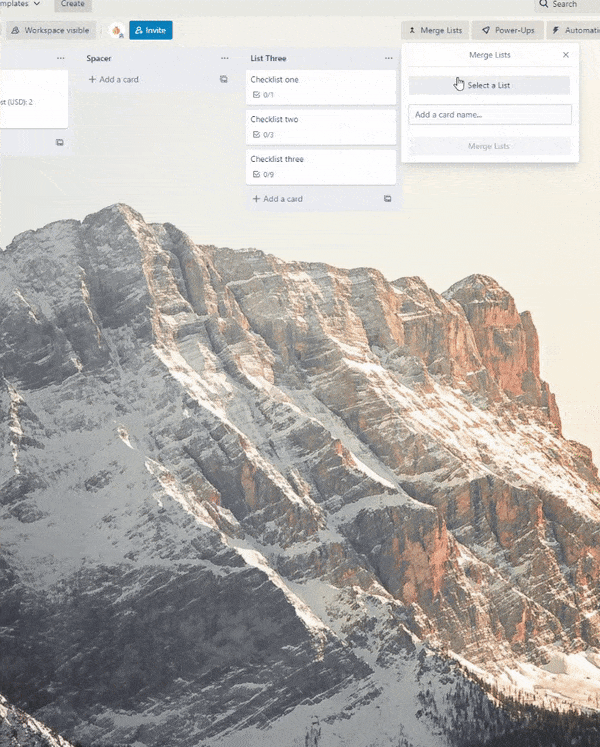 mplates
Create
Search
Workspace visible
Invite
Merge Lists
Power-Ups
Automati
st (USD): 2
Spacer
Add a card
List Three
Checklist one
0/1
Checklist two
0/3
Checklist three
0/9
Add a card
Merge Lists
Select a List
Add a card name...
Merge Lists